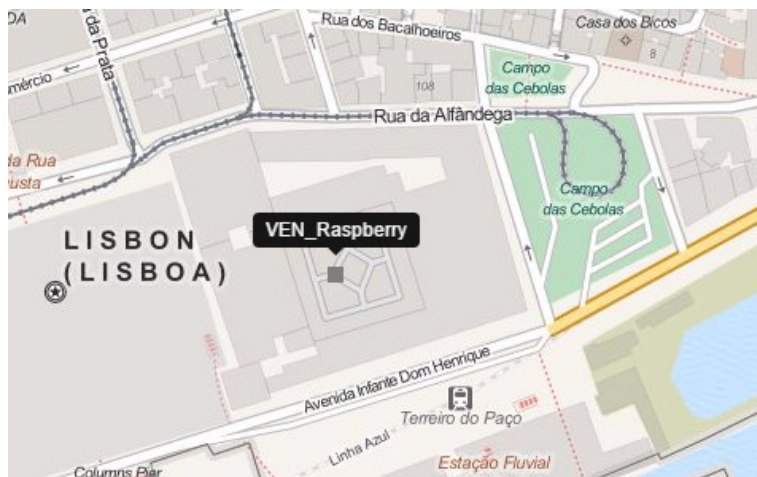 DA
Rua dos Bacalhoeiros
Casa dos Bicos
8
da Prata
mércio
108
Campo
das Cebolas
Rua da Alfândega
da Rua
usta
Campo
das Cebolas
VEN_Raspberry
LISBON
(LISBOA)
Avenida Infante Dom Henrique
Terreiro do Paço
Linha Azul
Estação Fluvial
Columns Pier